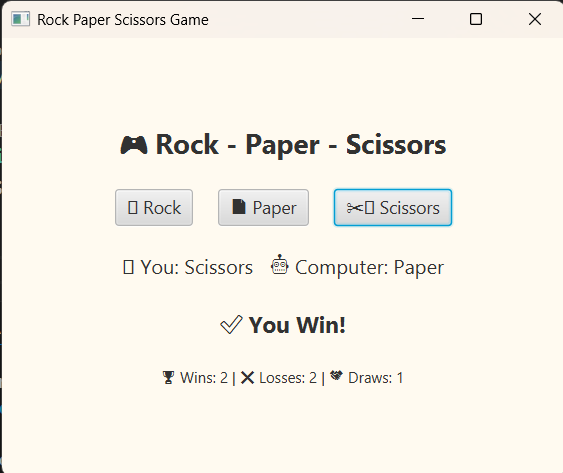 Rock Paper Scissors Game
🎮 Rock - Paper - Scissors
▯ Rock 📄 Paper ✂▯ Scissors
▯ You: Scissors 🤖 Computer: Paper
✅ You Win!
🏆 Wins: 2 | ❌ Losses: 2 | 🤝 Draws: 1